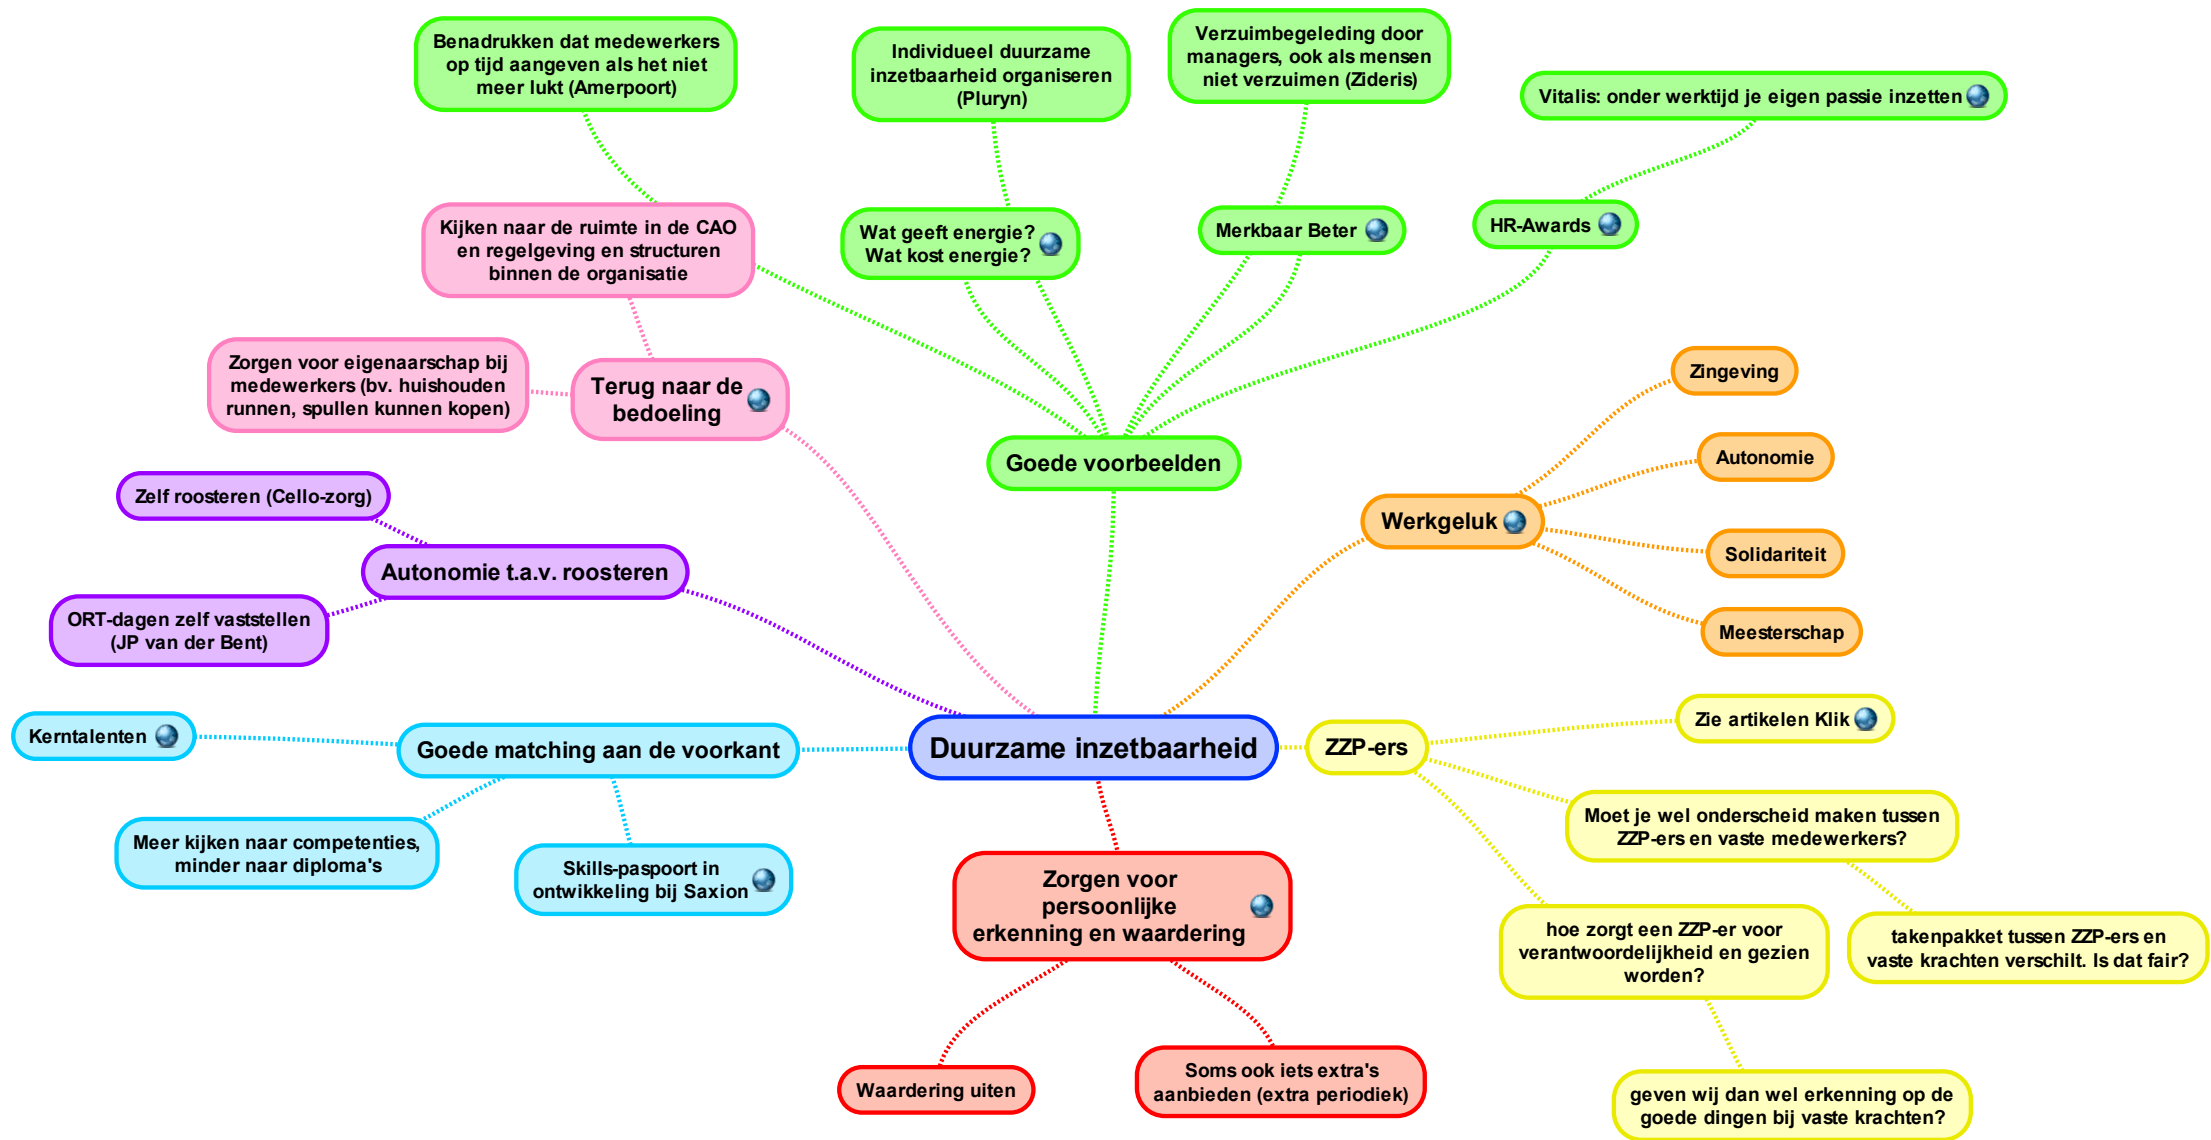 Benadrukken dat medewerkers
op tijd aangeven als het niet
meer lukt (Amerpoort)
Individueel duurzame
inzetbaarheid organiseren
(Pluryn)
Verzuimbegeleding door
managers, ook als mensen
niet verzuimen (Zideris)
Vitalis: onder werktijd je eigen passie inzetten
Kijken naar de ruimte in de CAO
en regelgeving en structuren
binnen de organisatie
Wat geeft energie?
Wat kost energie?
Merkbaar Beter
HR-Awards
Zorgen voor eigenaarschap bij
medewerkers (bv. huishouden
runnen, spullen kunnen kopen)
Terug naar de
bedoeling
Goede voorbeelden
Zingeving
Autonomie
Werkgeluk
Solidariteit
Meesterschap
Zelf roosteren (Cello-zorg)
Autonomie t.a.v. roosteren
ORT-dagen zelf vaststellen
(JP van der Bent)
Kerntalenten
Goede matching aan de voorkant
Duurzame inzetbaarheid
ZZP-ers
Zie artikelen Klik
Meer kijken naar competenties,
minder naar diploma's
Skills-paspoort in
ontwikkeling bij Saxion
Zorgen voor
persoonlijke
erkenning en waardering
Moet je wel onderscheid maken tussen
ZZP-ers en vaste medewerkers?
hoe zorgt een ZZP-er voor
verantwoordelijkheid en gezien
worden?
takenpakket tussen ZZP-ers en
vaste krachten verschilt. Is dat fair?
Waardering uiten
Soms ook iets extra's
aanbieden (extra periodiek)
geven wij dan wel erkenning op de
goede dingen bij vaste krachten?